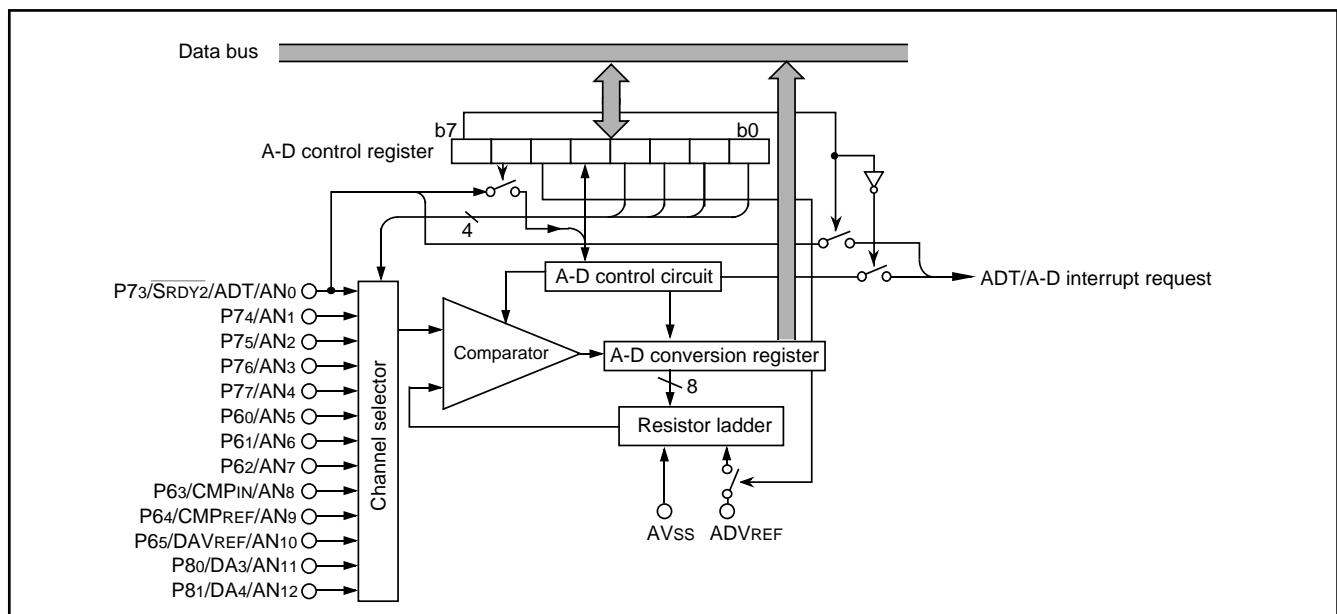 Data bus
b7
b0
A-D control register
4
A-D control circuit
ADT/A-D interrupt request
P73/SRDY2/ADT/AN0
P74/AN1
P75/AN2
P76/AN3
P77/AN4
P60/AN5
P61/AN6
P62/AN7
P63/CMPIN/AN8
P64/CMPREF/AN9
P65/DAVREF/AN10
P80/DA3/AN11
P81/DA4/AN12
Channel selector
Comparator
A-D conversion register
8
Resistor ladder
AVSS
ADVREF